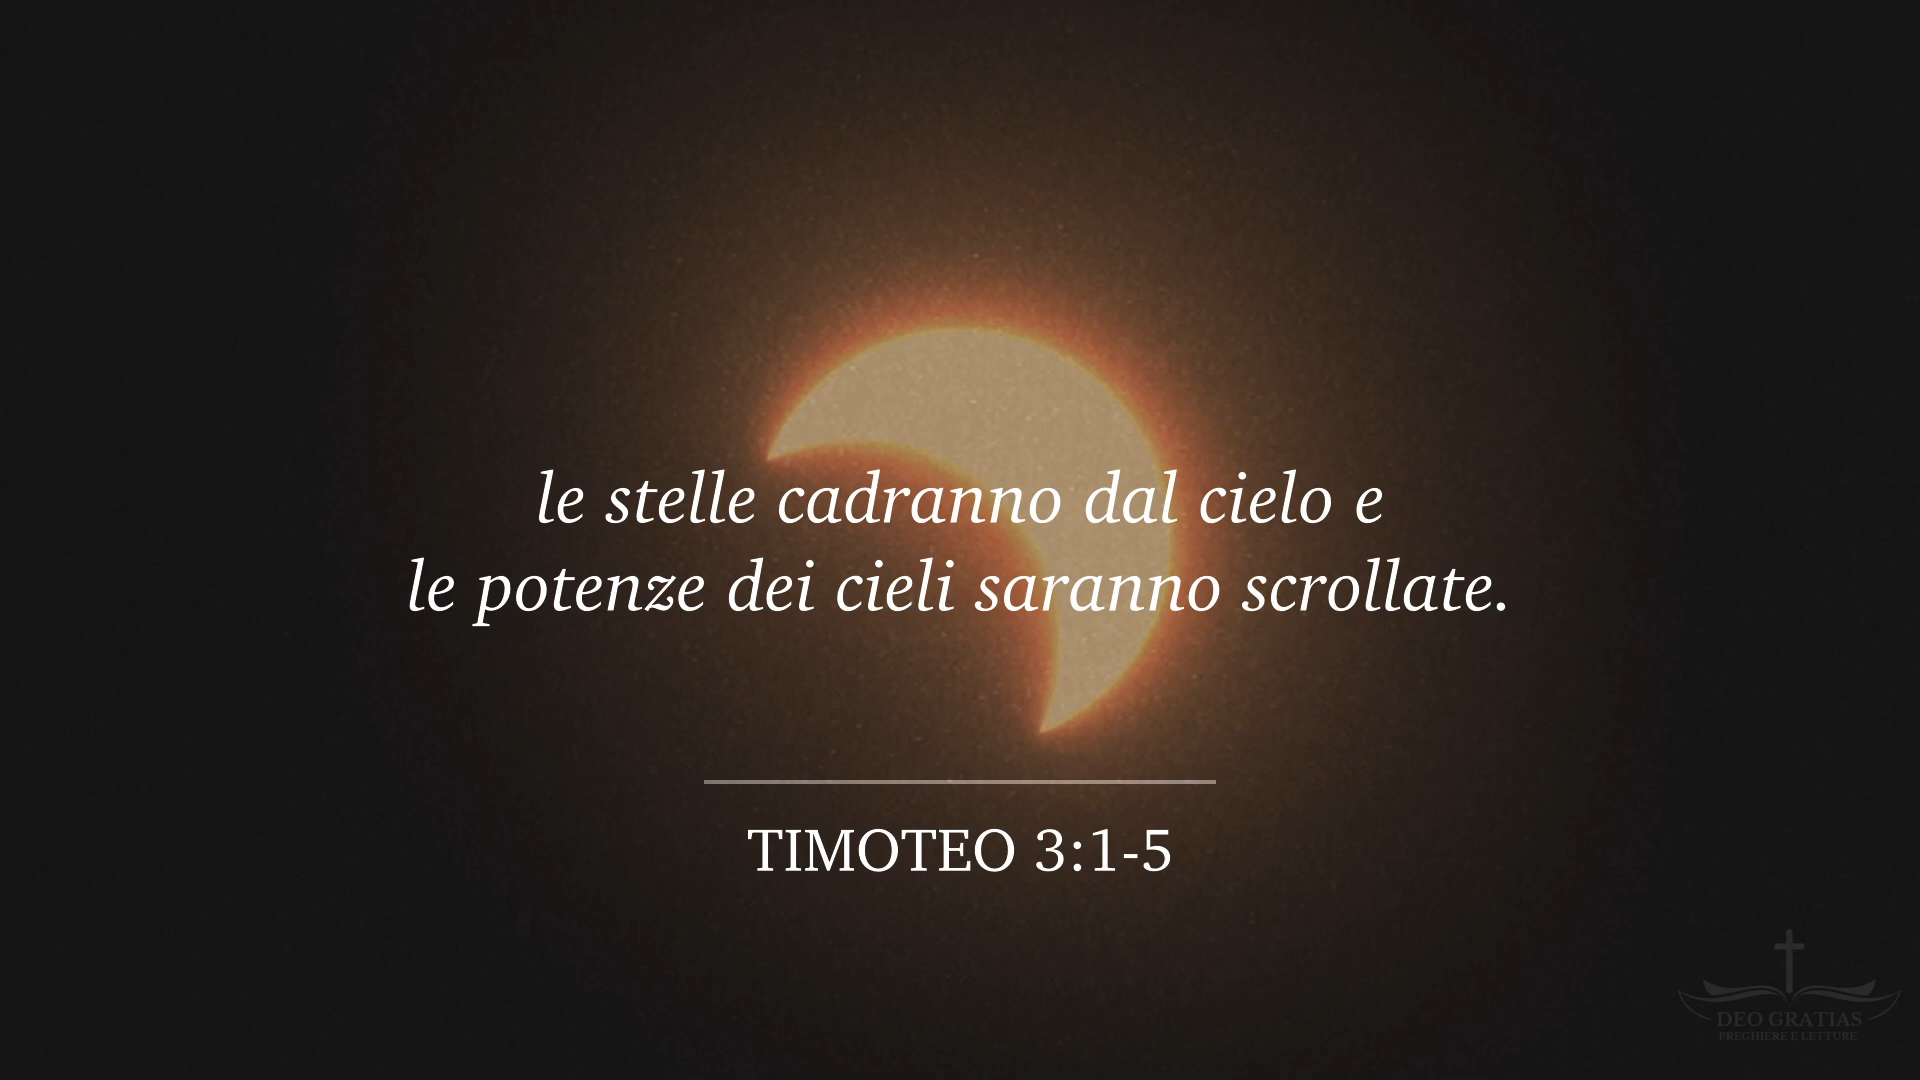 le stelle cadranno dal cielo e
le potenze dei cieli saranno scrollate.
TIMOTEO 3:1-5
DEO GRATIAS
PREGHIERE E LETTURE